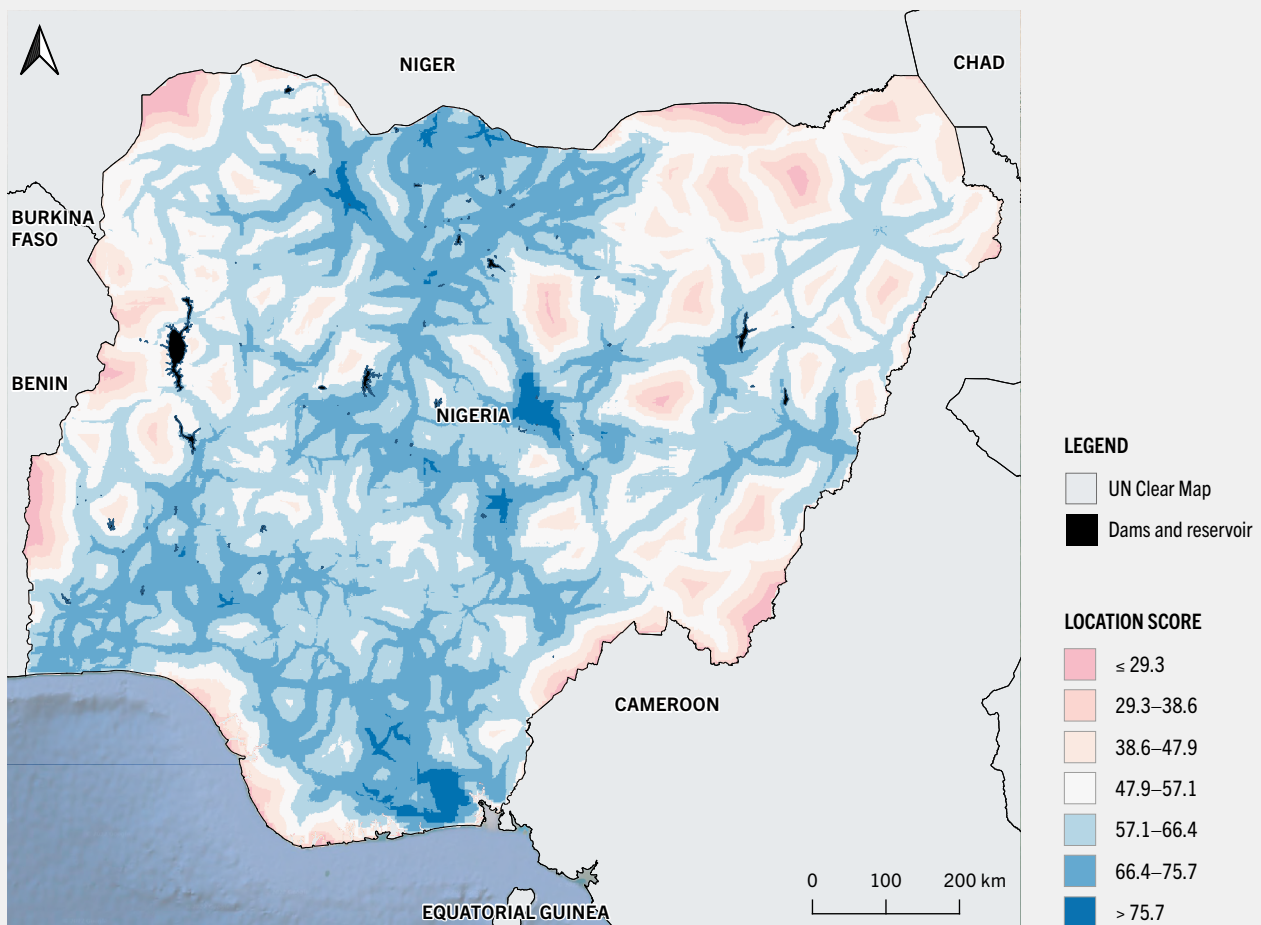 NIGER
CHAD
BURKINA
FASO
BENIN
NIGERIA
CAMEROON
EQUATORIAL GUINEA
0 100 200 km
LEGEND
UN Clear Map
Dams and reservoir
LOCATION SCORE
≤ 29.3
29.3–38.6
38.6–47.9
47.9–57.1
57.1–66.4
66.4–75.7
> 75.7